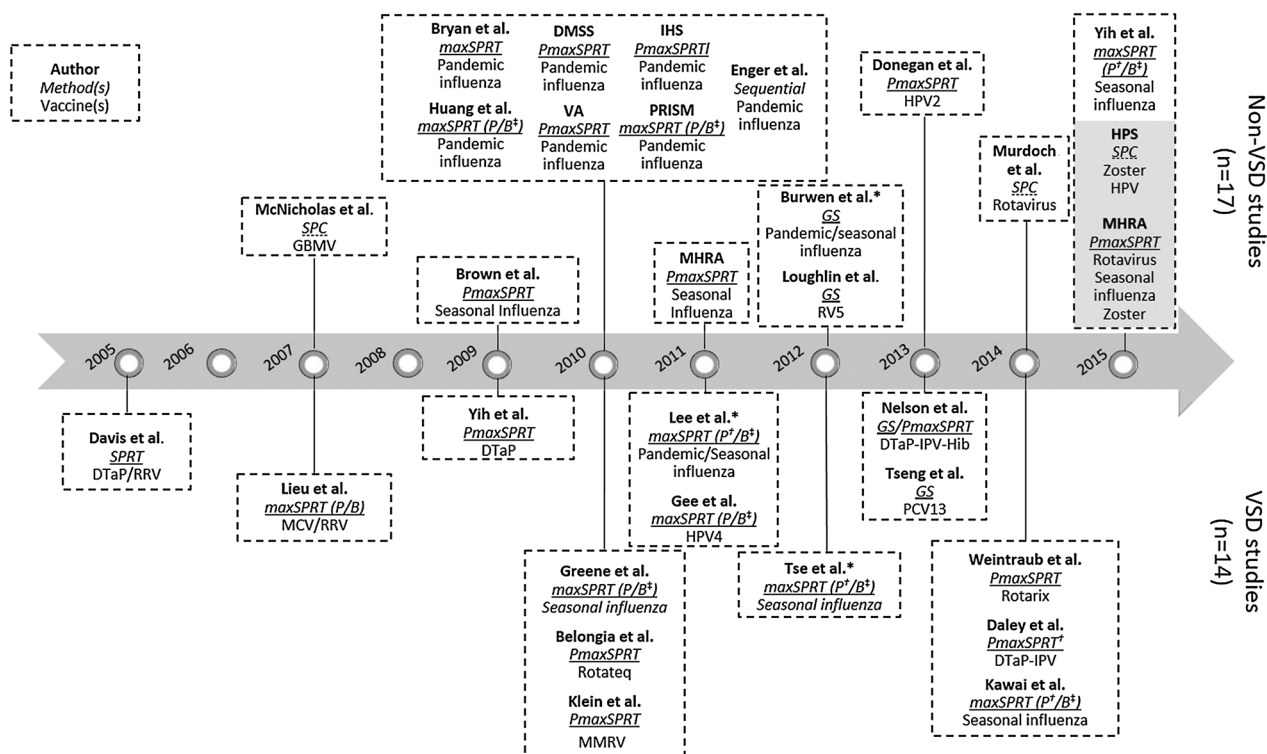 Author
Method(s)
Vaccine(s)
Bryan et al.
maxSPRT
Pandemic
influenza
Huang et al.
maxSPRT (P/B‡)
Pandemic
influenza
DMSS
PmaxSPRT
Pandemic
influenza
VA
PmaxSPRT
Pandemic
influenza
IHS
PmaxSPRTl
Pandemic
influenza
PRISM
maxSPRT (P/B‡)
Pandemic
influenza
Enger et al.
Sequential
Pandemic
influenza
Donegan et al.
PmaxSPRT
HPV2
Yih et al.
maxSPRT
(P†/B‡)
Seasonal
influenza
HPS
SPC
Zoster
HPV
MHRA
PmaxSPRT
Rotavirus
Seasonal
influenza
Zoster
Murdoch
et al.
SPC
Rotavirus
McNicholas et al.
SPC
GBMV
Brown et al.
PmaxSPRT
Seasonal Influenza
MHRA
PmaxSPRT
Seasonal
Influenza
Burwen et al.*
GS
Pandemic/seasonal
influenza
Loughlin et al.
GS
RV5
Non-VSD studies
(n=17)
2005
2006
2007
2008
2009
2010
2011
2012
2013
2014
2015
Davis et al.
SPRT
DTaP/RRV
Lieu et al.
maxSPRT (P/B)
MCV/RRV
Yih et al.
PmaxSPRT
DTaP
Greene et al.
maxSPRT (P/B‡)
Seasonal influenza
Belongia et al.
PmaxSPRT
Rotateq
Klein et al.
PmaxSPRT
MMRV
Lee et al.*
maxSPRT (P†/B‡)
Pandemic/Seasonal
influenza
Gee et al.
maxSPRT (P/B‡)
HPV4
Tse et al.*
maxSPRT (P†/B‡)
Seasonal influenza
Nelson et al.
GS/PmaxSPRT
DTaP-IPV-Hib
Tseng et al.
GS
PCV13
Weintraub et al.
PmaxSPRT
Rotarix
Daley et al.
PmaxSPRT†
DTaP-IPV
Kawai et al.
maxSPRT (P†/B‡)
Seasonal influenza
VSD studies
(n=14)